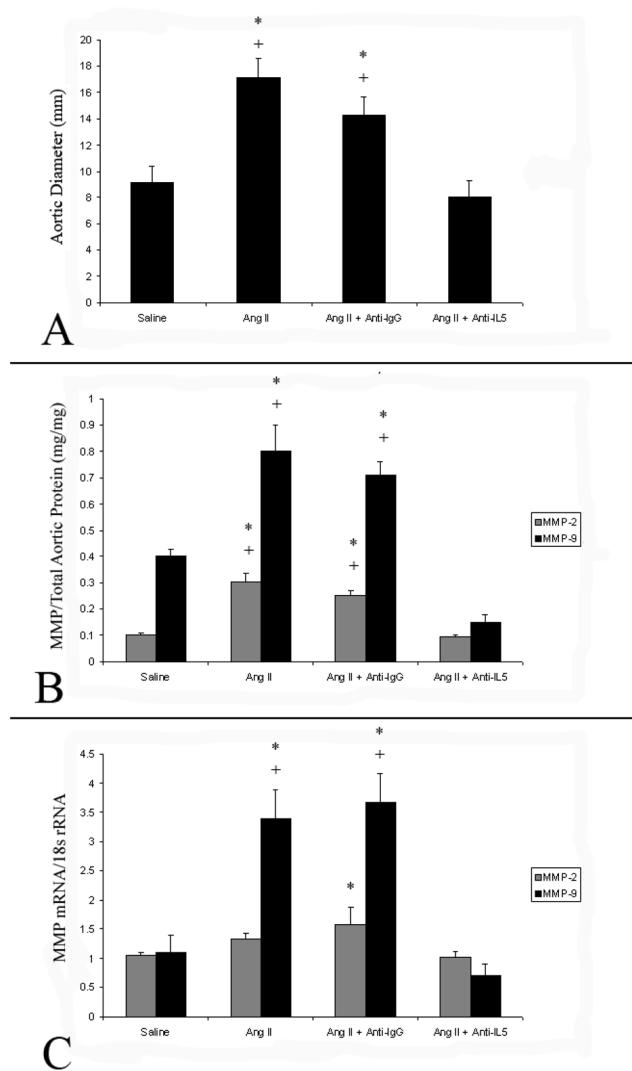 *
+
*
+
Aortic Diameter (mm)
20
18
16
14
12
10
8
6
4
2
0
Saline
Ang II
Ang II + Anti-IgG
Ang II + Anti-IL5
A
*
+
*
+
*
+
*
+
MMP/Total Aortic Protein (mg/mg)
1
0.9
0.8
0.7
0.6
0.5
0.4
0.3
0.2
0.1
0
MMP-2
MMP-9
Saline
Ang II
Ang II + Anti-IgG
Ang II + Anti-IL5
B
*
+
*
+
*
MMP mRNA/18s rRNA
4.5
4
3.5
3
2.5
2
1.5
1
0.5
0
MMP-2
MMP-9
Saline
Ang II
Ang II + Anti-IgG
Ang II + Anti-IL5
C